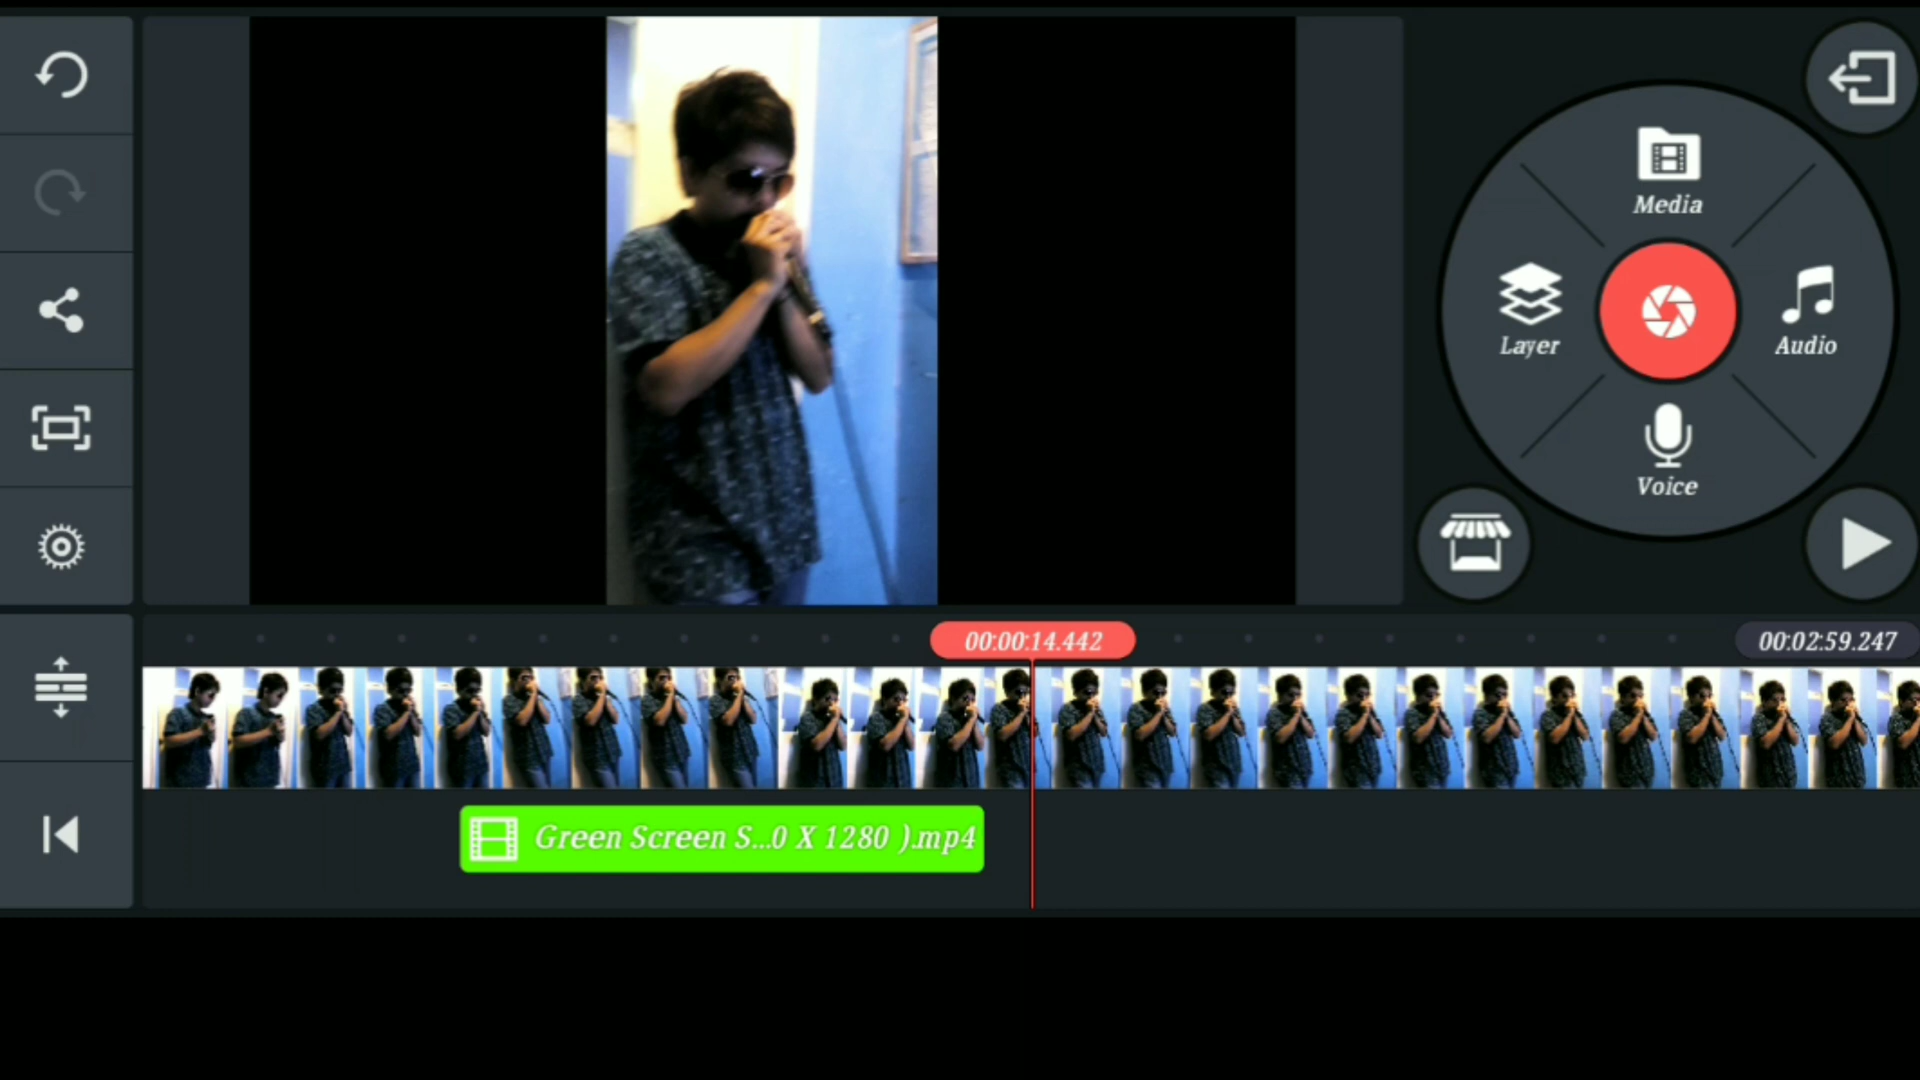 Media
Layer
Audio
Voice
00:00:14.442
00:02:59.247
Green Screen S...0 X 1280 ).mp4